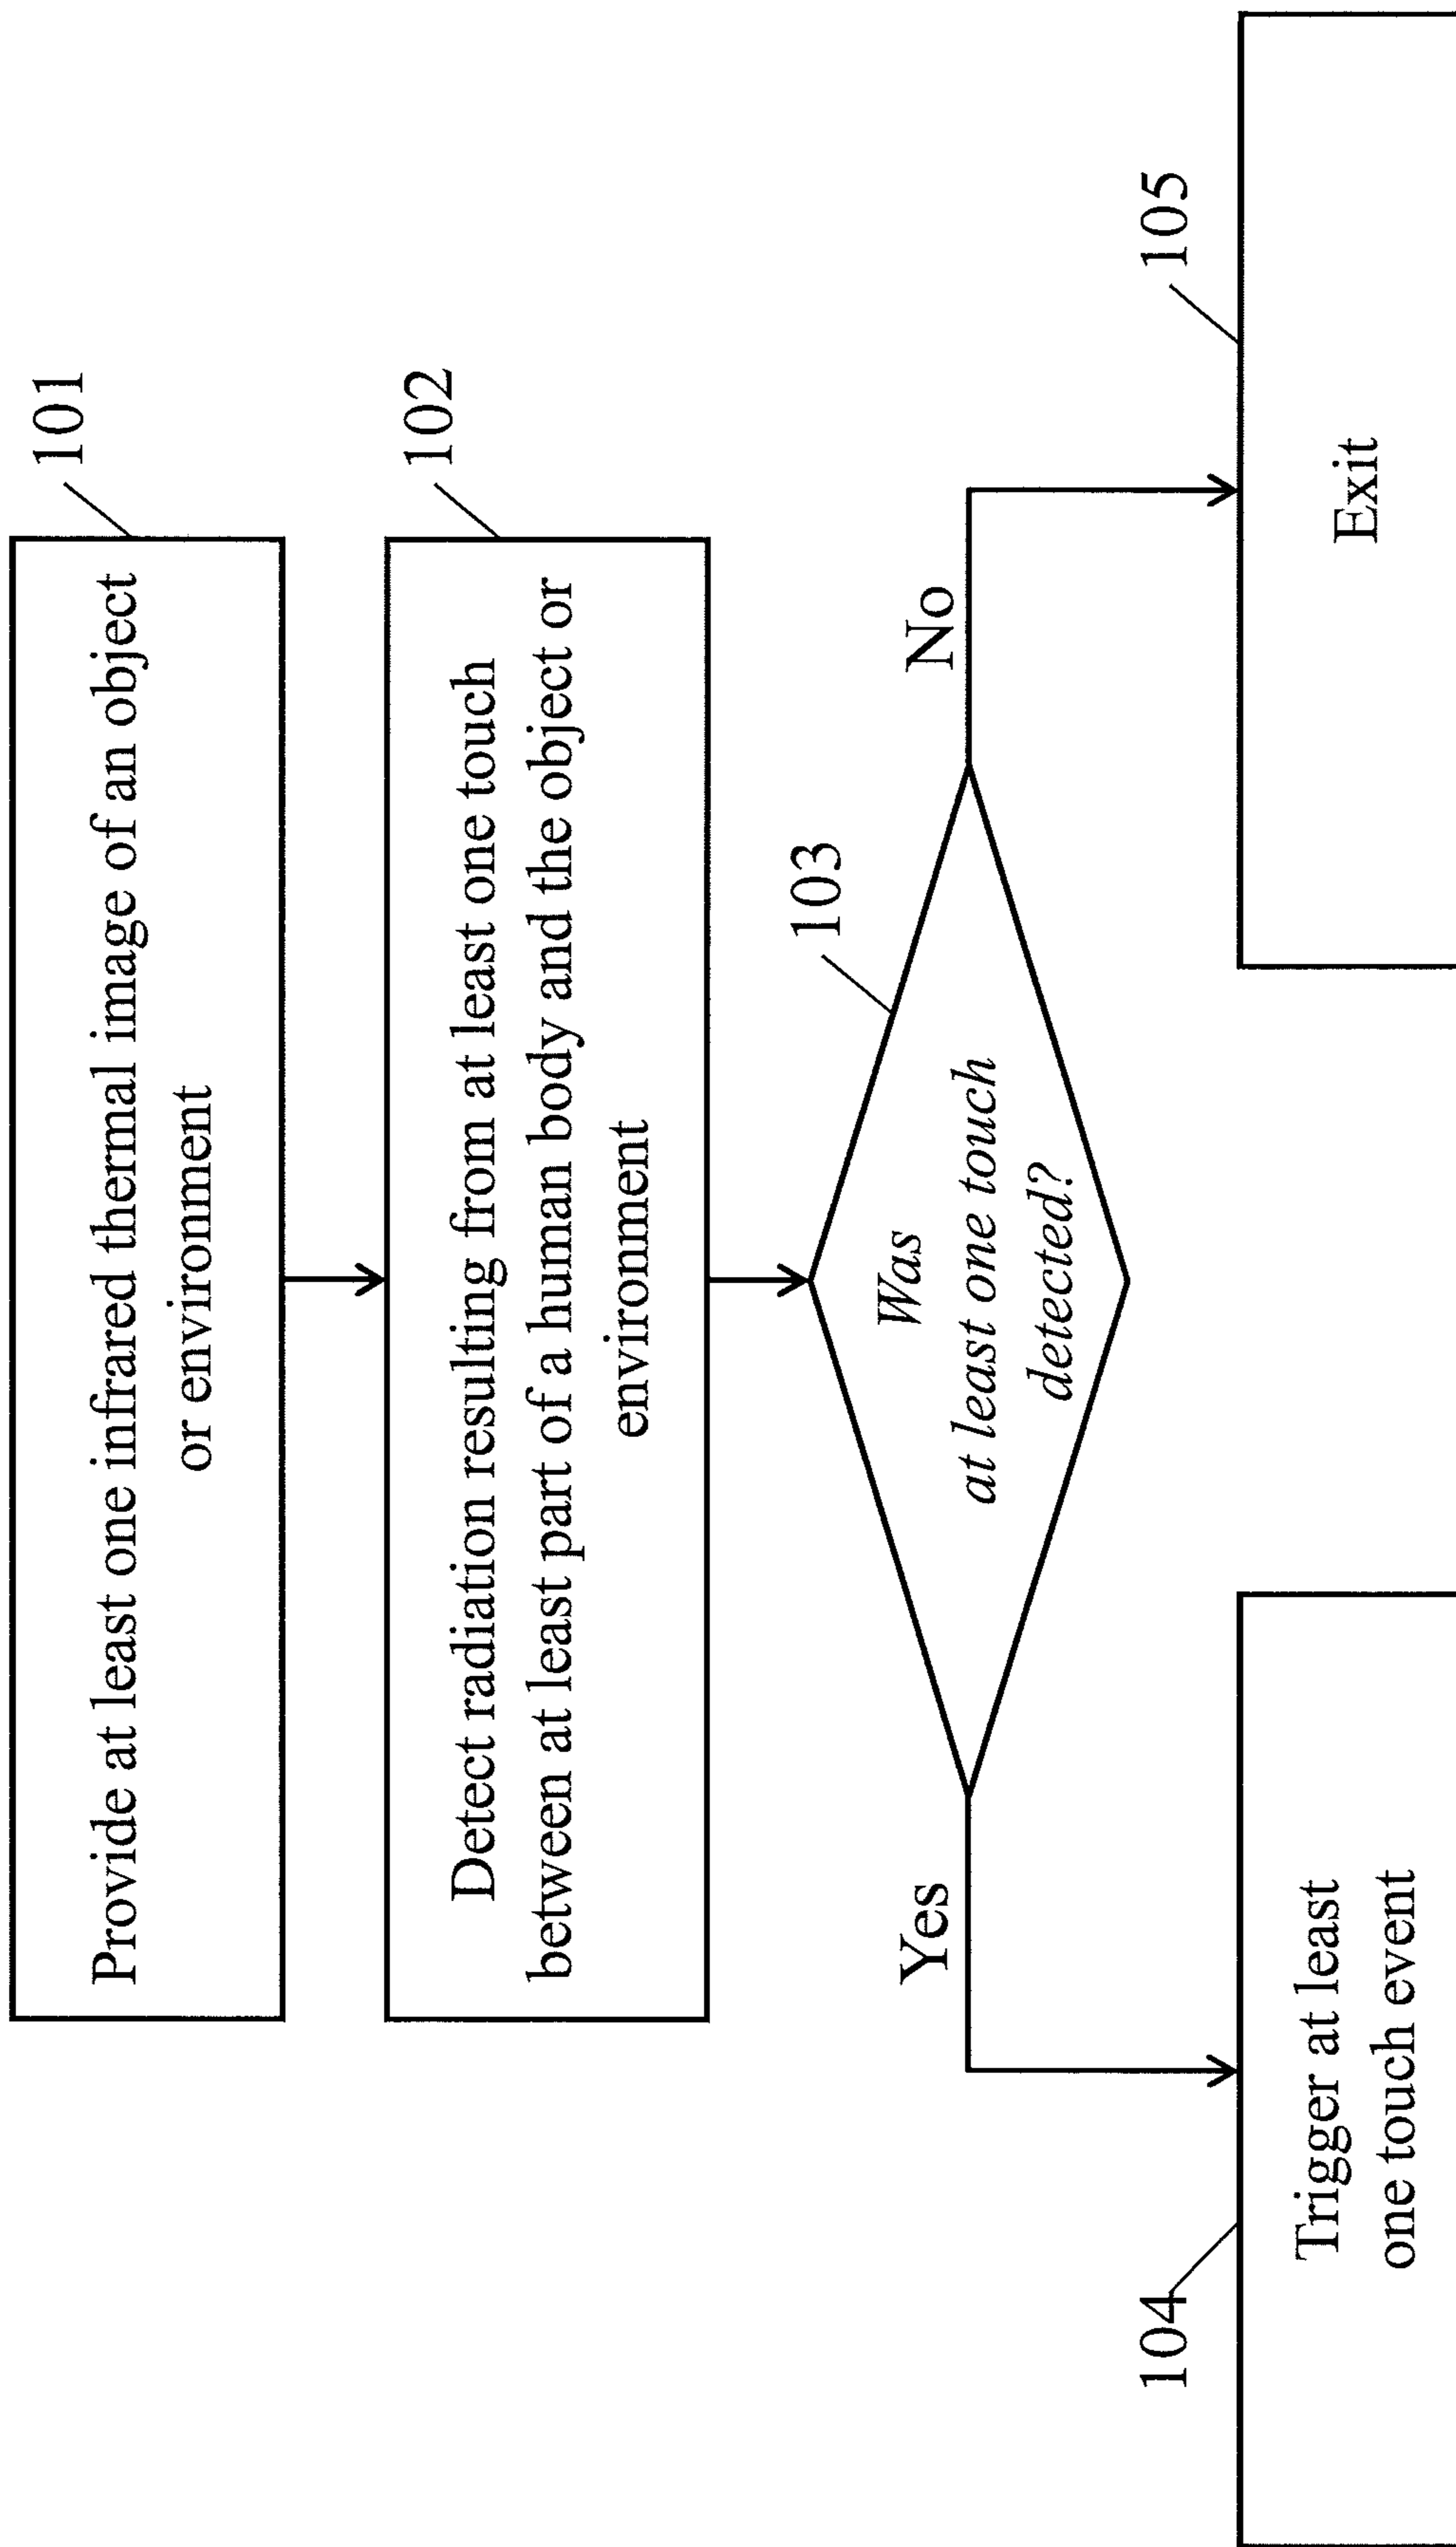 101
Provide at least one infrared thermal image of an object
or environment
102
Detect radiation resulting from at least one touch
between at least part of a human body and the object or
environment
103
Was
at least one touch
detected?
Yes
No
104
Trigger at least
one touch event
105
Exit